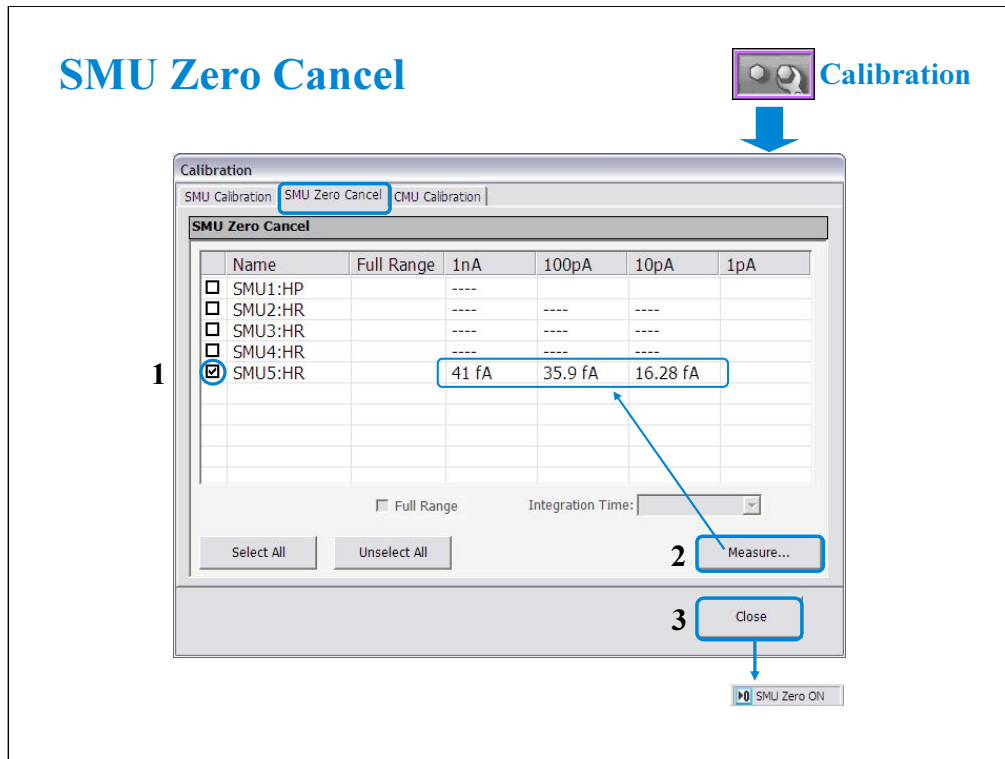 SMU Zero Cancel
Calibration
Calibration
SMU Calibration SMU Zero Cancel CMU Calibration
SMU Zero Cancel
Name Full Range 1nA 100pA 10pA 1pA
SMU1:HP ----
SMU2:HR ---- ---- ----
SMU3:HR ---- ---- ----
SMU4:HR ---- ---- ----
1 SMU5:HR 41 fA 35.9 fA 16.28 fA
Full Range Integration Time:
Select All Unselect All 2 Measure...
3 Close
SMU Zero ON